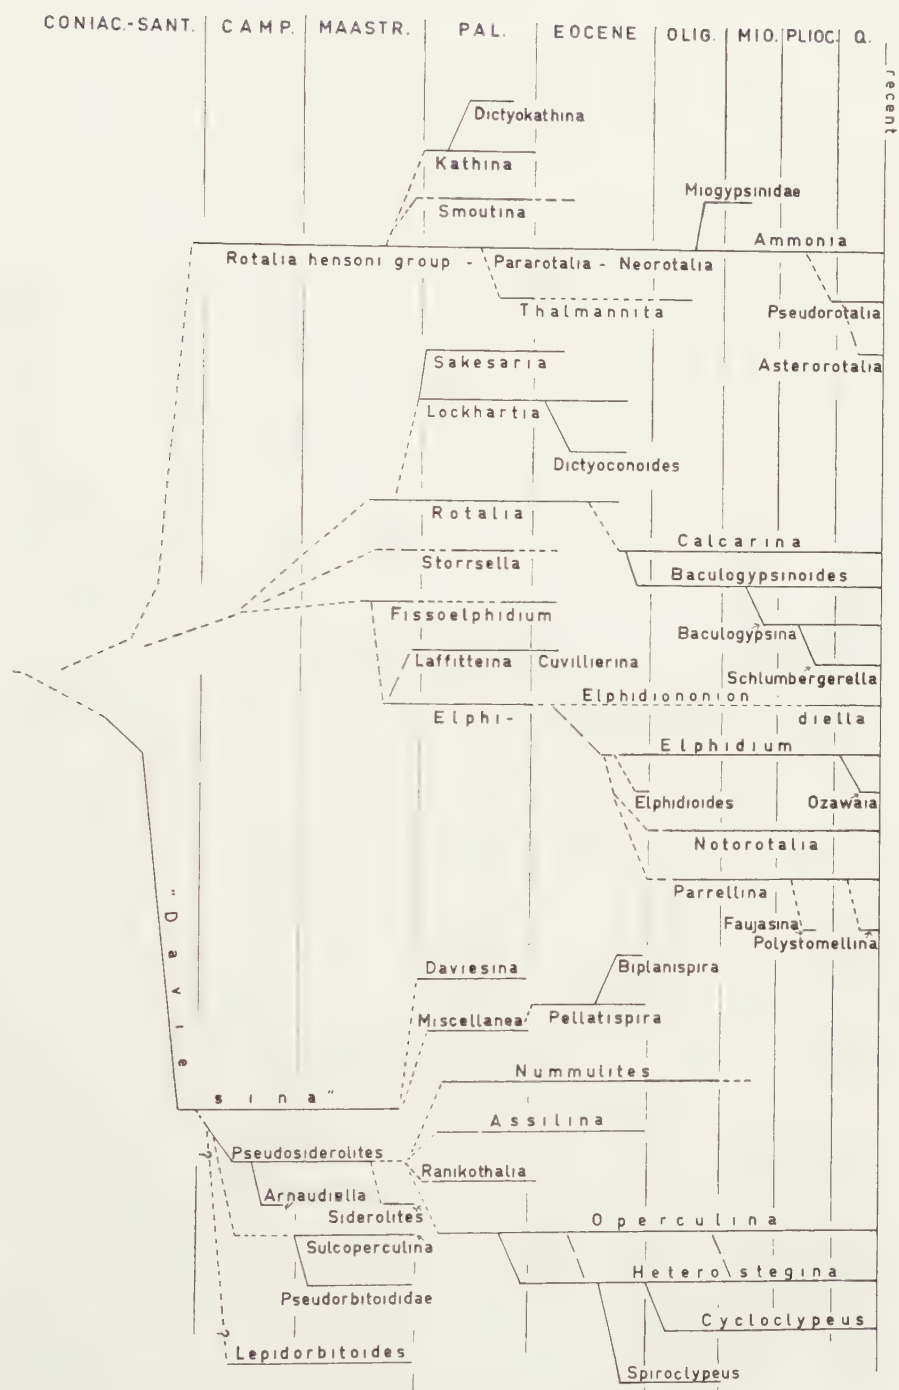 CONIAC.-SANT. CAMP. MAASTR. PAL. EOCENE OLIG. MIO. PLIOC. Q.
recent
Dictyokathina
Kathina
Miogypsinidae
Smoutina
Ammonia
Rotalia hensoni group - Pararotalia - Neorotalia
Thalmannita Pseudorotalia
Sakesaria Asterorotalia
Lockhartia
Dictyoconoides
Rotalia
Calcarina
Storrsella
Baculogypsinoides
Fissoelphidium
Baculogypsina
Laffitteina Cuvillierina
Schlumbergerella
Elphidiononion
Elphi- diella
Elphidium
Elphidioides Ozawaia
Notorotalia
Parrellina
Faujasina
Polystomellina
"Davie
Daviesina Biplanispira
Miscellanea Pellatispira
Nummulites
sina"
Assilina
?
Pseudosiderolites
Ranikothalia
Arnaudiella
Siderolites
Operculina
Sulcoperculina
Heterostegina
Pseudorbitoididae
Cycloclypeus
?
Lepidorbitoides
Spiroclypeus